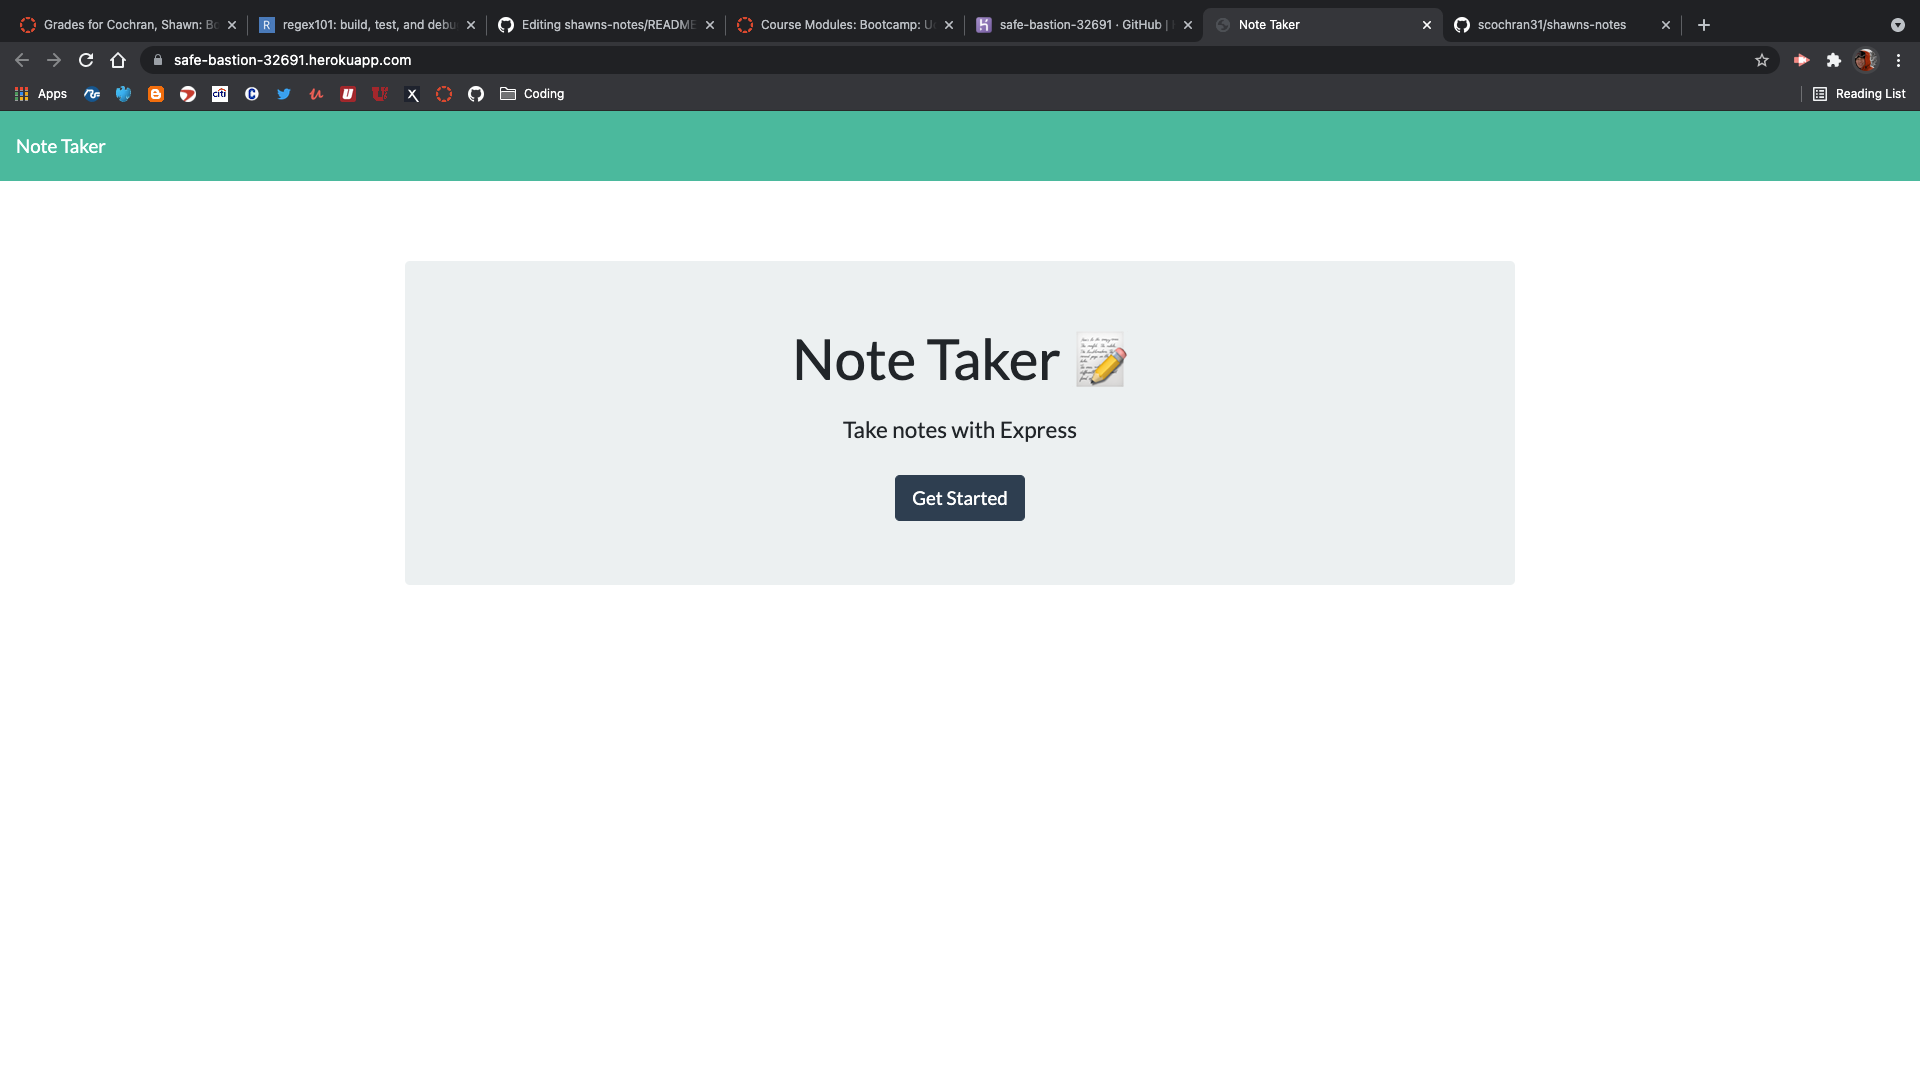 Grades for Cochran, Shawn: Bo
regex101: build, test, and debu
Editing shawns-notes/README
Course Modules: Bootcamp: U
safe-bastion-32691 · GitHub |
Note Taker
scochran31/shawns-notes
safe-bastion-32691.herokuapp.com
Apps
citi
Coding
Reading List
Note Taker
Note Taker
Take notes with Express
Get Started